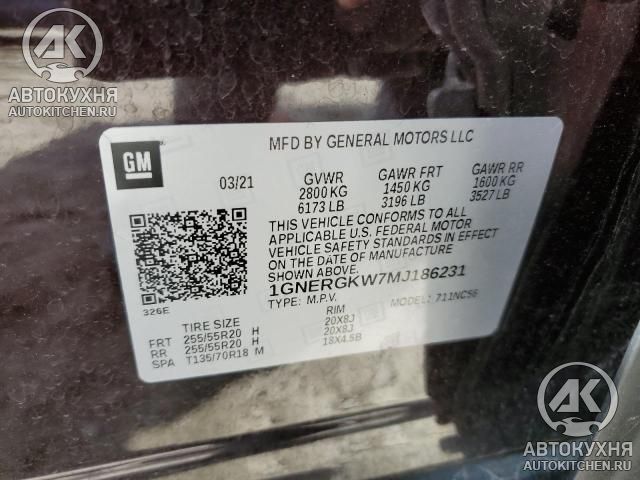 АК
АВТОКУХНЯ
AUTOKITCHEN.RU
GM
MFD BY GENERAL MOTORS LLC
03/21
GVWR GAWR FRT GAWR RR
2800 KG 1450 KG 1600 KG
6173 LB 3196 LB 3527 LB
THIS VEHICLE CONFORMS TO ALL
APPLICABLE U.S. FEDERAL MOTOR
VEHICLE SAFETY STANDARDS IN EFFECT
ON THE DATE OF MANUFACTURE
SHOWN ABOVE.
1GNERGKW7MJ186231
TYPE: M.P.V. MODEL: 711NC56
326E
TIRE SIZE RIM
FRT 255/55R20 H 20X8J
RR 255/55R20 H 20X8J
SPA T135/70R18 M 18X4.5B
АК
АВТОКУХНЯ
AUTOKITCHEN.RU